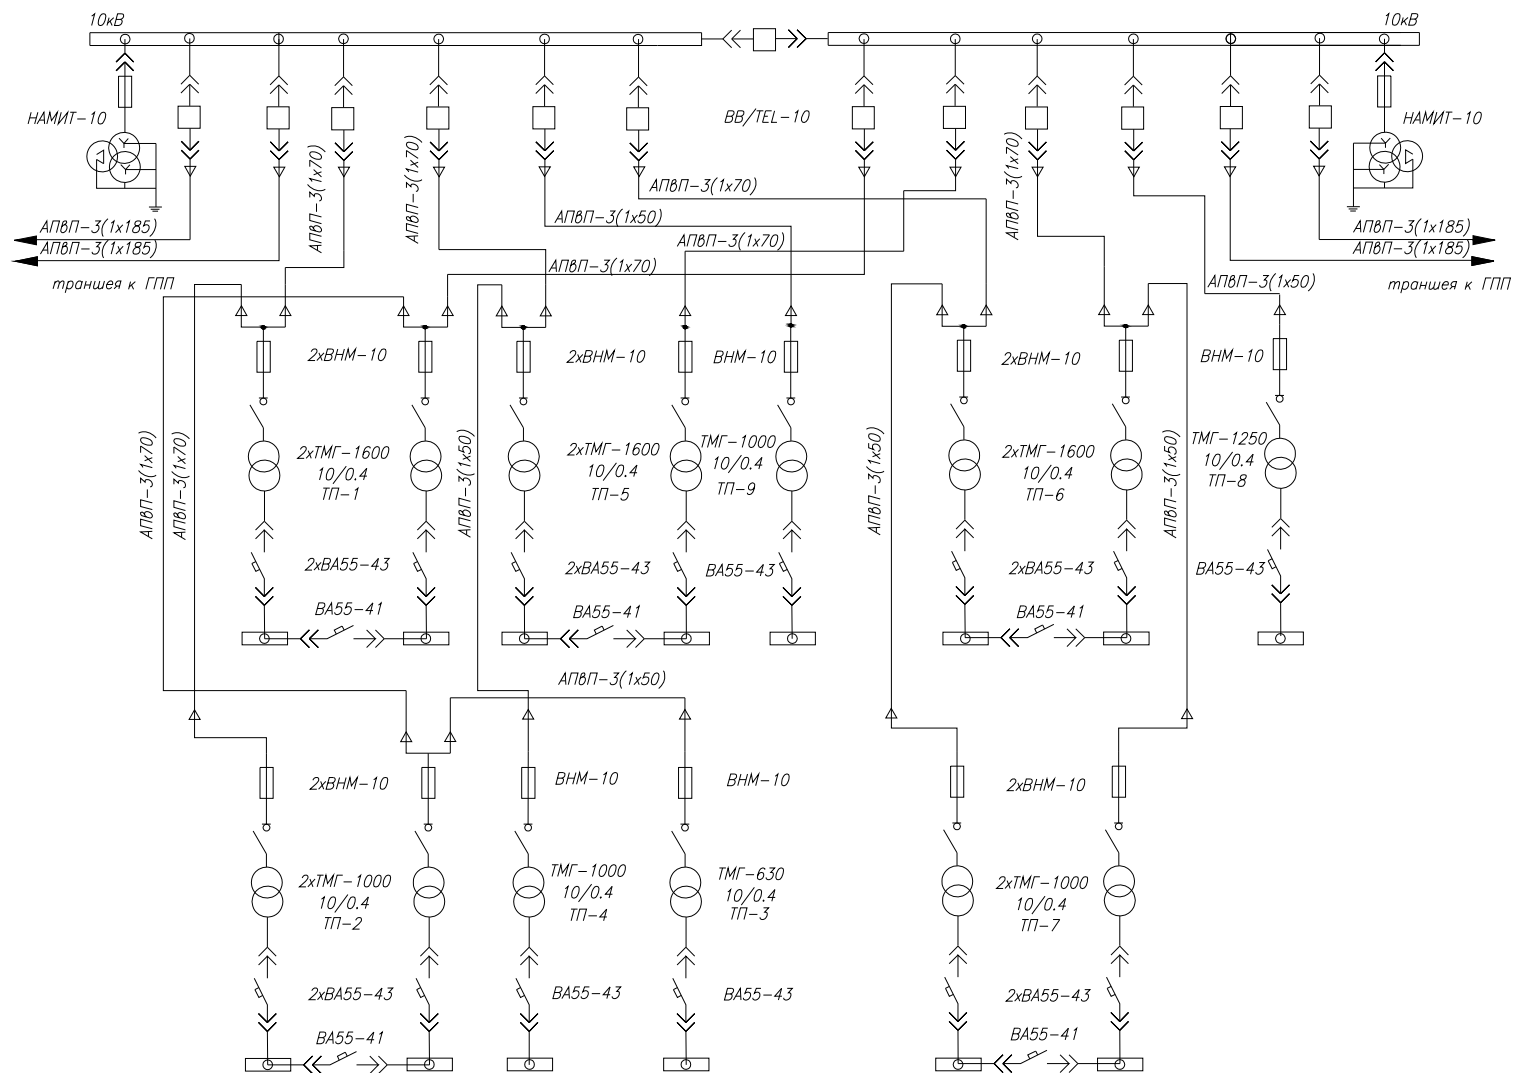 10кВ
10кВ
НАМИТ-10
ВВ/TEL-10
НАМИТ-10
АПвП-3(1х70)
АПвП-3(1х70)
АПвП-3(1х70)
АПвП-3(1х70)
АПвП-3(1х50)
АПвП-3(1х185)
АПвП-3(1х185)
АПвП-3(1х70)
АПвП-3(1х185)
АПвП-3(1х185)
АПвП-3(1х70)
траншея к ГПП
АПвП-3(1х50)
траншея к ГПП
2хВНМ-10
2хВНМ-10
ВНМ-10
2хВНМ-10
ВНМ-10
АПвП-3(1х70)
АПвП-3(1х70)
АПвП-3(1х50)
АПвП-3(1х50)
АПвП-3(1х50)
2хТМГ-1600
10/0.4
ТП-1
2хТМГ-1600
10/0.4
ТП-5
ТМГ-1000
10/0.4
ТП-9
2хТМГ-1600
10/0.4
ТП-6
ТМГ-1250
10/0.4
ТП-8
2хВА55-43
2хВА55-43
ВА55-43
2хВА55-43
ВА55-43
ВА55-41
ВА55-41
ВА55-41
АПвП-3(1х50)
2хВНМ-10
ВНМ-10
ВНМ-10
2хВНМ-10
2хТМГ-1000
10/0.4
ТП-2
ТМГ-1000
10/0.4
ТП-4
ТМГ-630
10/0.4
ТП-3
2хТМГ-1000
10/0.4
ТП-7
2хВА55-43
ВА55-43
ВА55-43
2хВА55-43
ВА55-41
ВА55-41